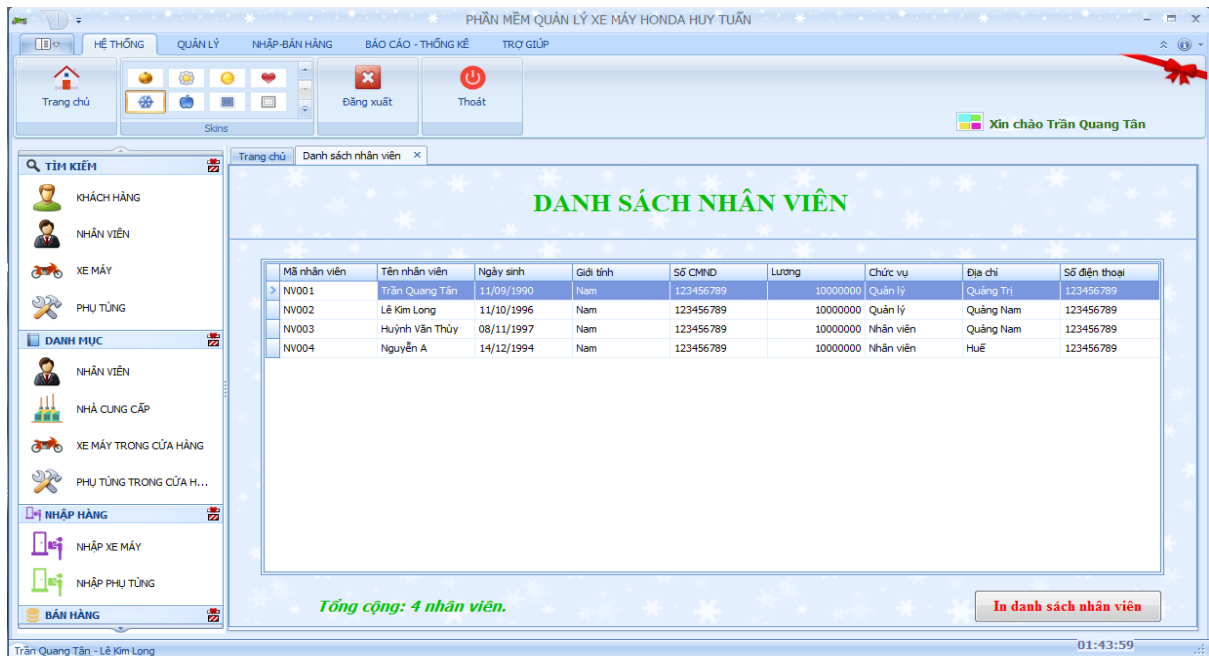 PHẦN MỀM QUẢN LÝ XE MÁY HONDA HUY TUẤN
HỆ THỐNG QUẢN LÝ NHẬP-BÁN HÀNG BÁO CÁO - THỐNG KÊ TRỢ GIÚP
Trang chủ Đăng xuất Thoát
Skins
Xin chào Trần Quang Tân
TÌM KIẾM
KHÁCH HÀNG
NHÂN VIÊN
XE MÁY
PHỤ TÙNG
DANH MỤC
NHÂN VIÊN
NHÀ CUNG CẤP
XE MÁY TRONG CỬA HÀNG
PHỤ TÙNG TRONG CỬA H...
NHẬP HÀNG
NHẬP XE MÁY
NHẬP PHỤ TÙNG
BÁN HÀNG
Trang chủ Danh sách nhân viên
DANH SÁCH NHÂN VIÊN
Mã nhân viên Tên nhân viên Ngày sinh Giới tính Số CMND Lương Chức vụ Địa chỉ Số điện thoại
NV001 Trần Quang Tân 11/09/1990 Nam 123456789 10000000 Quản lý Quảng Trị 123456789
NV002 Lê Kim Long 11/10/1996 Nam 123456789 10000000 Quản lý Quảng Nam 123456789
NV003 Huỳnh Văn Thùy 08/11/1997 Nam 123456789 10000000 Nhân viên Quảng Nam 123456789
NV004 Nguyễn A 14/12/1994 Nam 123456789 10000000 Nhân viên Huế 123456789
Tổng cộng: 4 nhân viên.
In danh sách nhân viên
Trần Quang Tân - Lê Kim Long
01:43:59